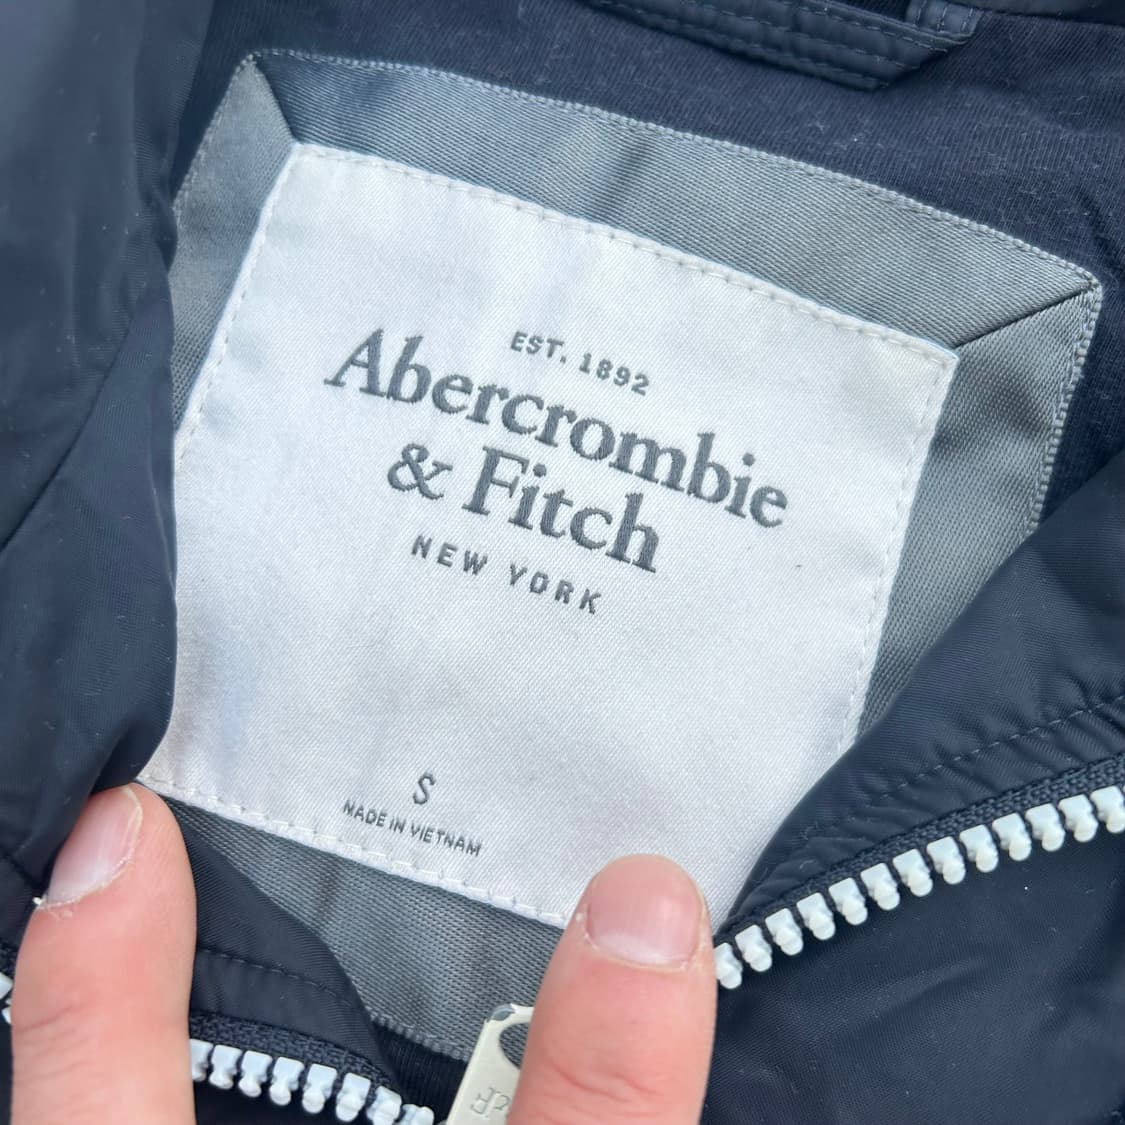 EST. 1892
Abercrombie
& Fitch
NEW YORK
S
MADE IN VIETNAM